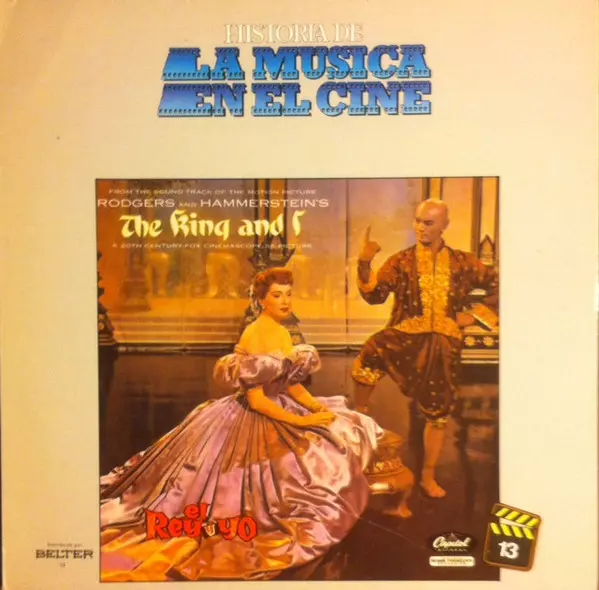 HISTORIA DE
LA MUSICA
EN EL CINE
FROM THE SOUND TRACK OF THE MOTION PICTURE
RODGERS AND HAMMERSTEIN'S
The King and I
A 20TH CENTURY-FOX CINEMASCOPE 55 PICTURE
el
Rey y yo
BELTER
Capitol
13